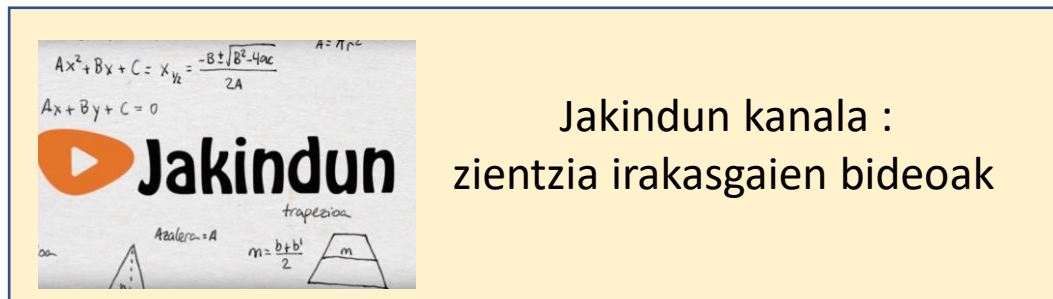 A = πr²
Ax² + Bx + C = x½ = -B ± √B² - 4ac / 2A
Ax + By + C = 0
Jakindun
trapezioa
Azalera = A
m = b + b' / 2
m
Jakindun kanala :
zientzia irakasgaien bideoak